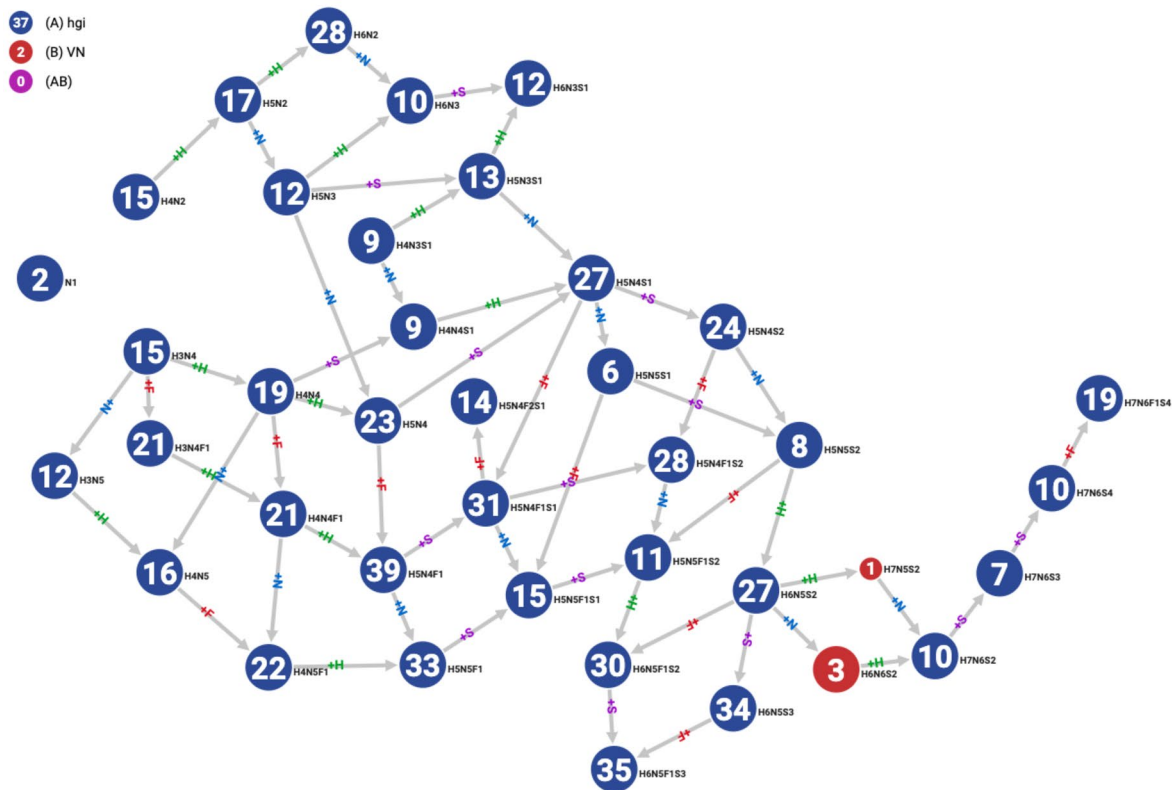 37 (A) hgi
2 (B) VN
0 (AB)
28 H6N2
+H
+N
12 H6N3S1
17 H5N2
10 H6N3
+S
+N
+H
+H
+H
15 H4N2
12 H5N3
+S
13 H5N3S1
9 H4N3S1
+H
+N
2 N1
+N
27 H5N4S1
+N
+H
+S
9 H4N4S1
+N
24 H5N4S2
15 H3N4
+S
+S
+H
+F
+N
6 H5N5S1
+F
+F
+N
19 H4N4
+H
14 H5N4F2S1
+S
19 H7N6F1S4
23 H5N4
21 H3N4F1
+F
8 H5N5S2
+F
12 H3N5
+H
+N
+F
+F
+S
+F
28 H5N4F1S2
10 H7N6S4
+F
31 H5N4F1S1
+N
+H
+H
21 H4N4F1
+H
+S
+N
+S
16 H4N5
39 H5N4F1
11 H5N5F1S2
1 H7N5S2
7 H7N6S3
+N
+S
+H
+F
+N
15 H5N5F1S1
+H
27 H6N5S2
+N
+S
+F
+N
+S
22 H4N5F1
+H
33 H5N5F1
30 H6N5F1S2
+S
3 H6N6S2
+H
10 H7N6S2
+S
34 H6N5S3
+F
35 H6N5F1S3